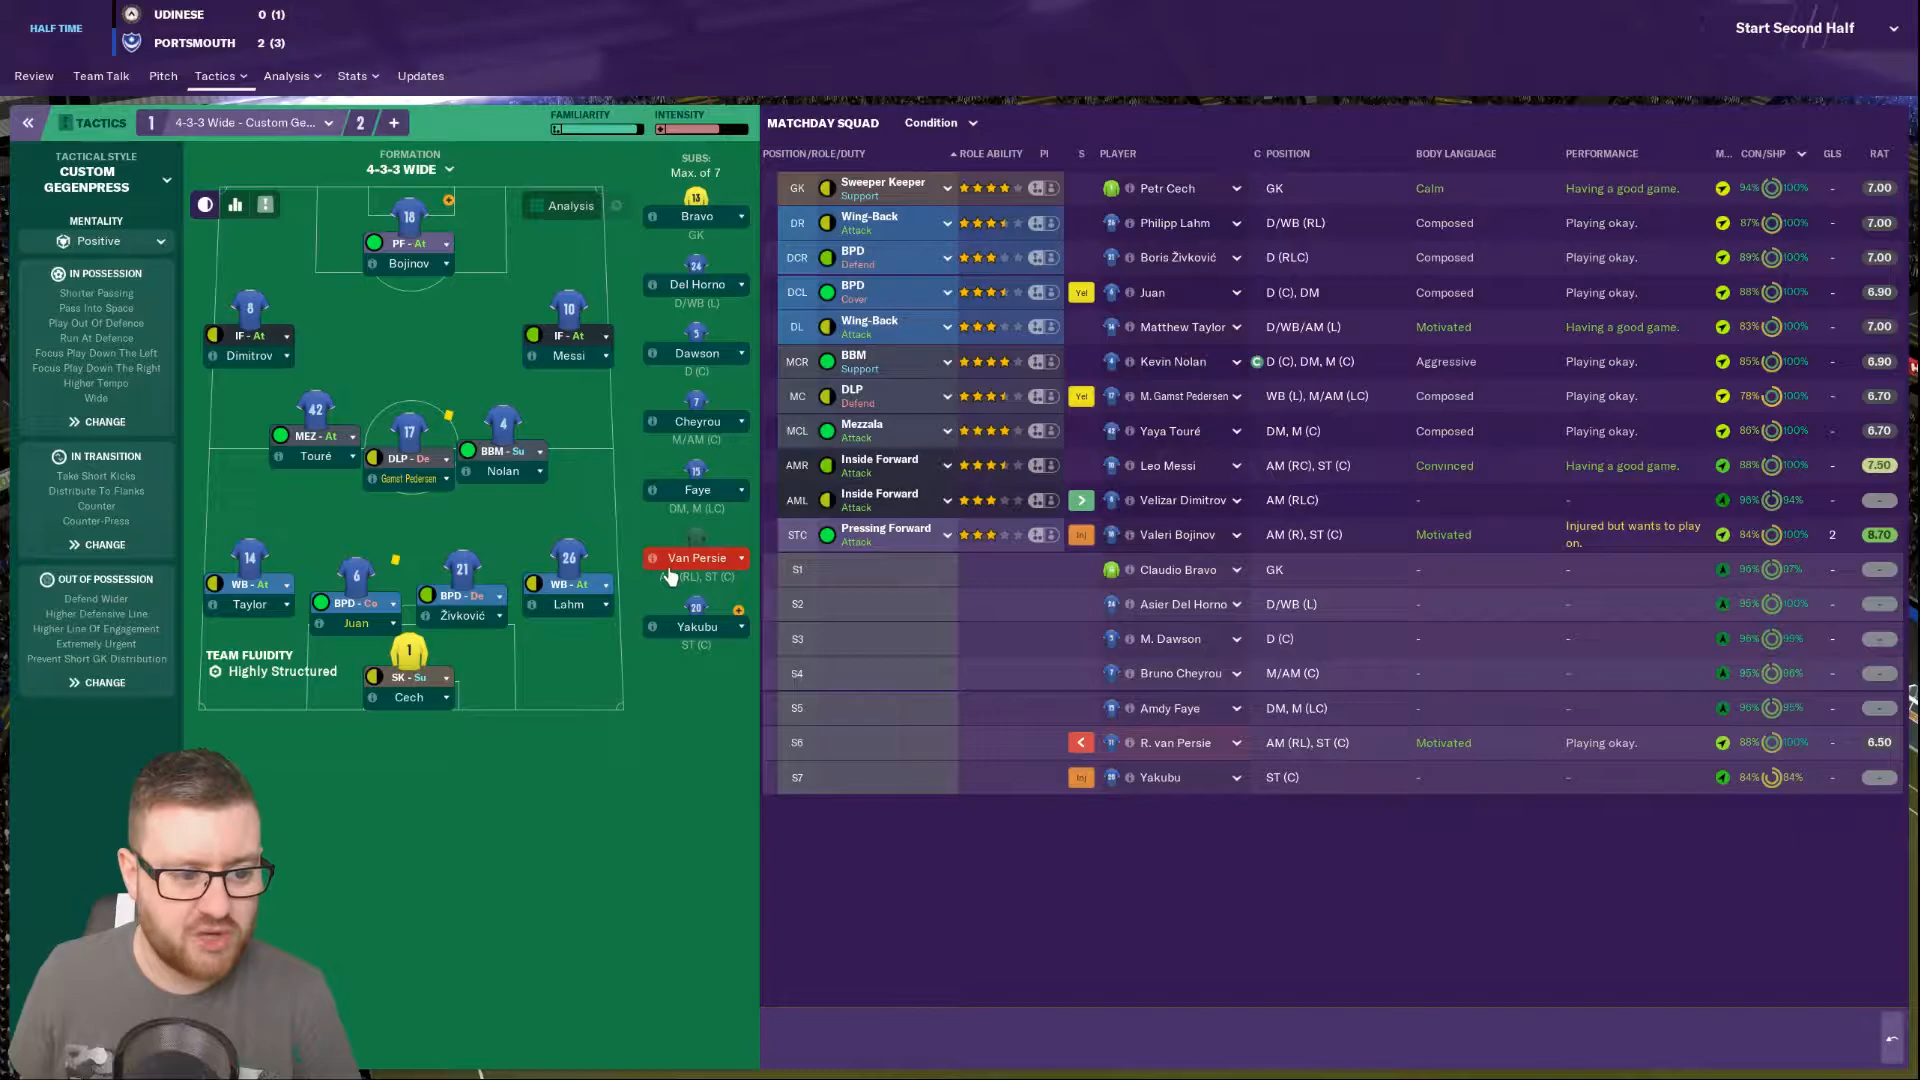 HALF TIME
UDINESE 0 (1)
PORTSMOUTH 2 (3)
Start Second Half
Review Team Talk Pitch Tactics Analysis Stats Updates
TACTICS 1 4-3-3 Wide - Custom Ge... 2 +
FAMILIARITY INTENSITY
TACTICAL STYLE
CUSTOM
GEGENPRESS
MENTALITY
Positive
IN POSSESSION
Shorter Passing
Pass Into Space
Play Out Of Defence
Run At Defence
Focus Play Down The Left
Focus Play Down The Right
Higher Tempo
Wide
CHANGE
IN TRANSITION
Take Short Kicks
Distribute To Flanks
Counter
Counter-Press
CHANGE
OUT OF POSSESSION
Defend Wider
Higher Defensive Line
Higher Line Of Engagement
Extremely Urgent
Prevent Short GK Distribution
CHANGE
FORMATION
4-3-3 WIDE
Analysis
18
PF - At
Bojinov
8
IF - At
Dimitrov
10
IF - At
Messi
42
MEZ - At
Touré
17
DLP - De
Gamst Pedersen
4
BBM - Su
Nolan
14
WB - At
Taylor
6
BPD - Co
Juan
21
BPD - De
Živković
26
WB - At
Lahm
1
SK - Su
Cech
TEAM FLUIDITY
Highly Structured
SUBS:
Max. of 7
13
Bravo
GK
24
Del Horno
D/WB (L)
5
Dawson
D (C)
7
Cheyrou
M/AM (C)
15
Faye
DM, M (LC)
Van Persie
(RL), ST (C)
20
Yakubu
ST (C)
MATCHDAY SQUAD Condition
POSITION/ROLE/DUTY ROLE ABILITY PI S PLAYER C POSITION BODY LANGUAGE PERFORMANCE M... CON/SHP GLS RAT
GK Sweeper Keeper Support Petr Cech GK Calm Having a good game. 94% 100% - 7.00
DR Wing-Back Attack Philipp Lahm D/WB (RL) Composed Playing okay. 87% 100% - 7.00
DCR BPD Defend Boris Živković D (RLC) Composed Playing okay. 89% 100% - 7.00
DCL BPD Cover Yel Juan D (C), DM Composed Playing okay. 88% 100% - 6.90
DL Wing-Back Attack Matthew Taylor D/WB/AM (L) Motivated Having a good game. 83% 100% - 7.00
MCR BBM Support Kevin Nolan C D (C), DM, M (C) Aggressive Playing okay. 85% 100% - 6.90
MC DLP Defend Yel M. Gamst Pedersen WB (L), M/AM (LC) Composed Playing okay. 78% 100% - 6.70
MCL Mezzala Attack Yaya Touré DM, M (C) Composed Playing okay. 86% 100% - 6.70
AMR Inside Forward Attack Leo Messi AM (RC), ST (C) Convinced Having a good game. 88% 100% - 7.50
AML Inside Forward Attack Velizar Dimitrov AM (RLC) - - 96% 94% - -
STC Pressing Forward Attack Inj Valeri Bojinov AM (R), ST (C) Motivated Injured but wants to play on. 84% 100% 2 8.70
S1 Claudio Bravo GK - - 96% 97% - -
S2 Asier Del Horno D/WB (L) - - 95% 100% - -
S3 M. Dawson D (C) - - 96% 99% - -
S4 Bruno Cheyrou M/AM (C) - - 95% 96% - -
S5 Amdy Faye DM, M (LC) - - 96% 95% - -
S6 R. van Persie AM (RL), ST (C) Motivated Playing okay. 88% 100% - 6.50
S7 Inj Yakubu ST (C) - - 84% 84% - -